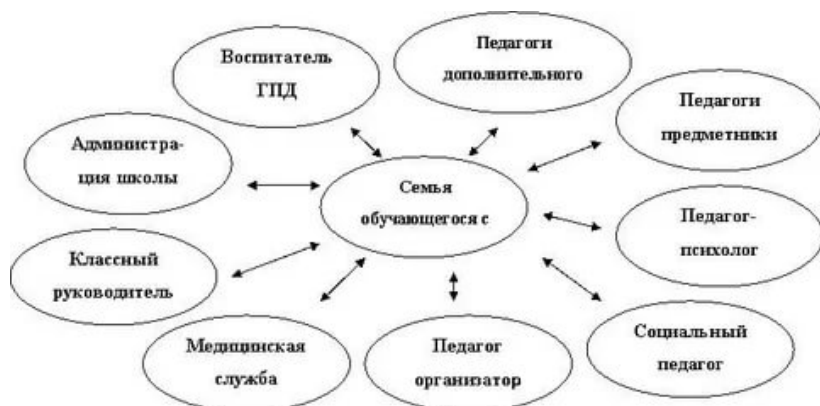 Воспитатель
ГПД
Педагоги
дополнительного
Педагоги
предметники
Администра-
ция школы
Семья
обучающегося с
Педагог-
психолог
Классный
руководитель
Медицинская
служба
Педагог
организатор
Социальный
педагог